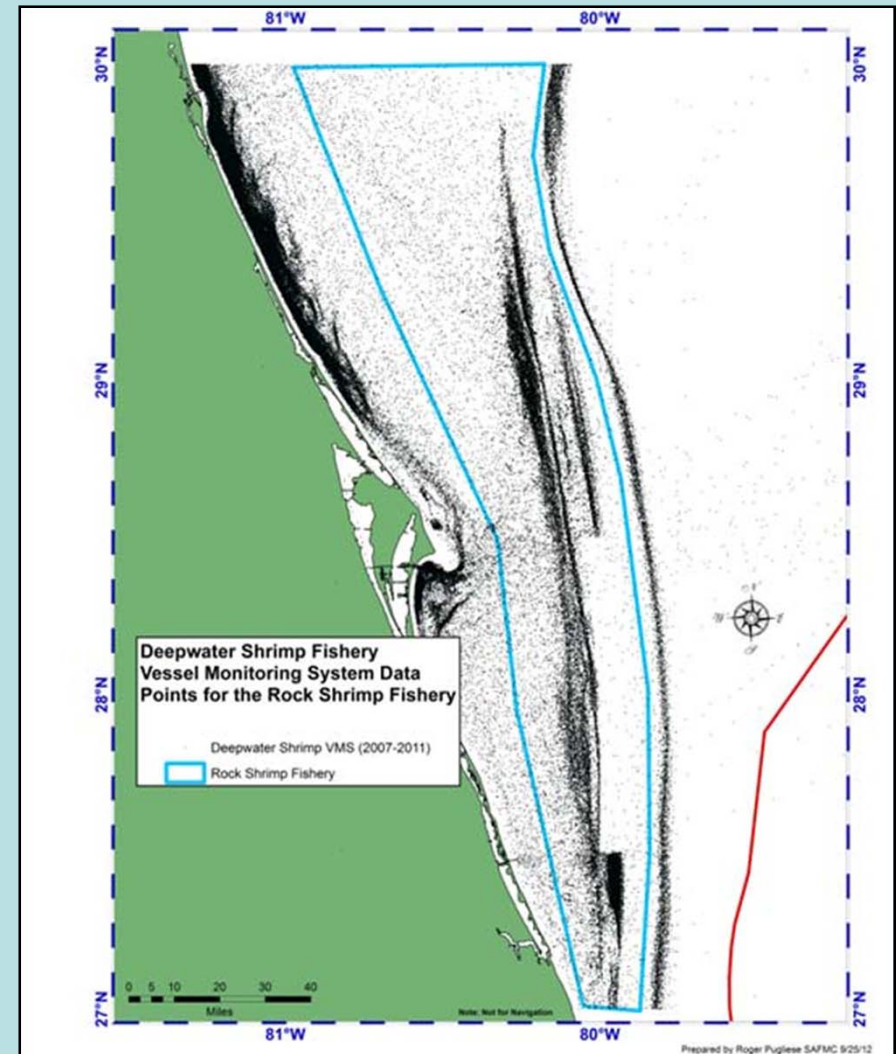 81°W 80°W
30°N 30°N
29°N 29°N
28°N 28°N
Deepwater Shrimp Fishery
Vessel Monitoring System Data
Points for the Rock Shrimp Fishery
Deepwater Shrimp VMS (2007-2011)
Rock Shrimp Fishery
0 5 10 20 30 40
Miles
Note: Not for Navigation
27°N 27°N
81°W 80°W
Prepared by Roger Pugliese SAFMC 9/25/12